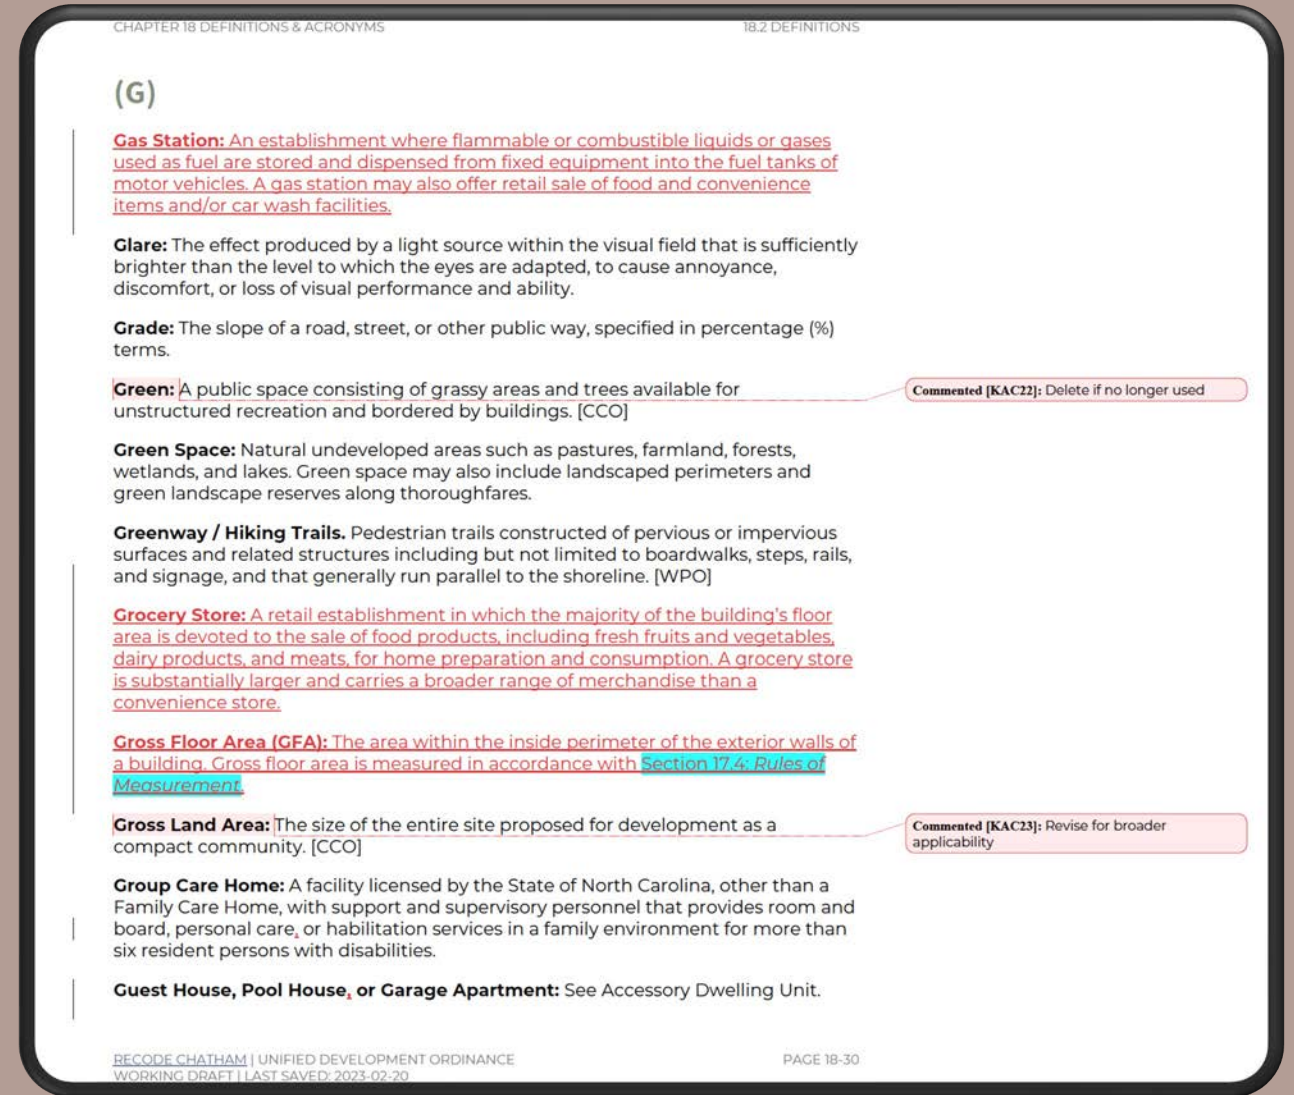 CHAPTER 18 DEFINITIONS & ACRONYMS 18.2 DEFINITIONS
(G)
Gas Station: An establishment where flammable or combustible liquids or gases
used as fuel are stored and dispensed from fixed equipment into the fuel tanks of
motor vehicles. A gas station may also offer retail sale of food and convenience
items and/or car wash facilities.
Glare: The effect produced by a light source within the visual field that is sufficiently
brighter than the level to which the eyes are adapted, to cause annoyance,
discomfort, or loss of visual performance and ability.
Grade: The slope of a road, street, or other public way, specified in percentage (%)
terms.
Green: A public space consisting of grassy areas and trees available for
unstructured recreation and bordered by buildings. [CCO]
Commented [KAC22]: Delete if no longer used
Green Space: Natural undeveloped areas such as pastures, farmland, forests,
wetlands, and lakes. Green space may also include landscaped perimeters and
green landscape reserves along thoroughfares.
Greenway / Hiking Trails. Pedestrian trails constructed of pervious or impervious
surfaces and related structures including but not limited to boardwalks, steps, rails,
and signage, and that generally run parallel to the shoreline. [WPO]
Grocery Store: A retail establishment in which the majority of the building's floor
area is devoted to the sale of food products, including fresh fruits and vegetables,
dairy products, and meats, for home preparation and consumption. A grocery store
is substantially larger and carries a broader range of merchandise than a
convenience store.
Gross Floor Area (GFA): The area within the inside perimeter of the exterior walls of
a building. Gross floor area is measured in accordance with Section 17.4: Rules of
Measurement.
Gross Land Area: The size of the entire site proposed for development as a
compact community. [CCO]
Commented [KAC23]: Revise for broader
applicability
Group Care Home: A facility licensed by the State of North Carolina, other than a
Family Care Home, with support and supervisory personnel that provides room and
board, personal care, or habilitation services in a family environment for more than
six resident persons with disabilities.
Guest House, Pool House, or Garage Apartment: See Accessory Dwelling Unit.
RECODE CHATHAM | UNIFIED DEVELOPMENT ORDINANCE PAGE 18-30
WORKING DRAFT | LAST SAVED: 2023-02-20